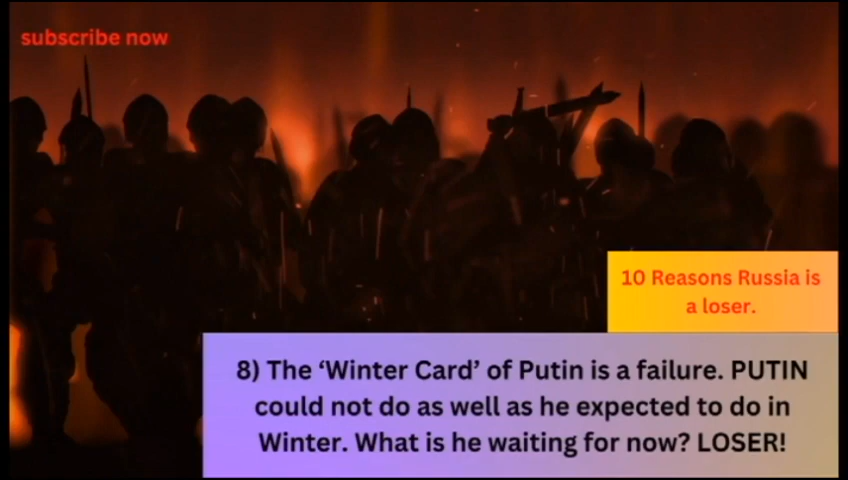 subscribe now
10 Reasons Russia is
a loser.
8) The ‘Winter Card’ of Putin is a failure. PUTIN
could not do as well as he expected to do in
Winter. What is he waiting for now? LOSER!